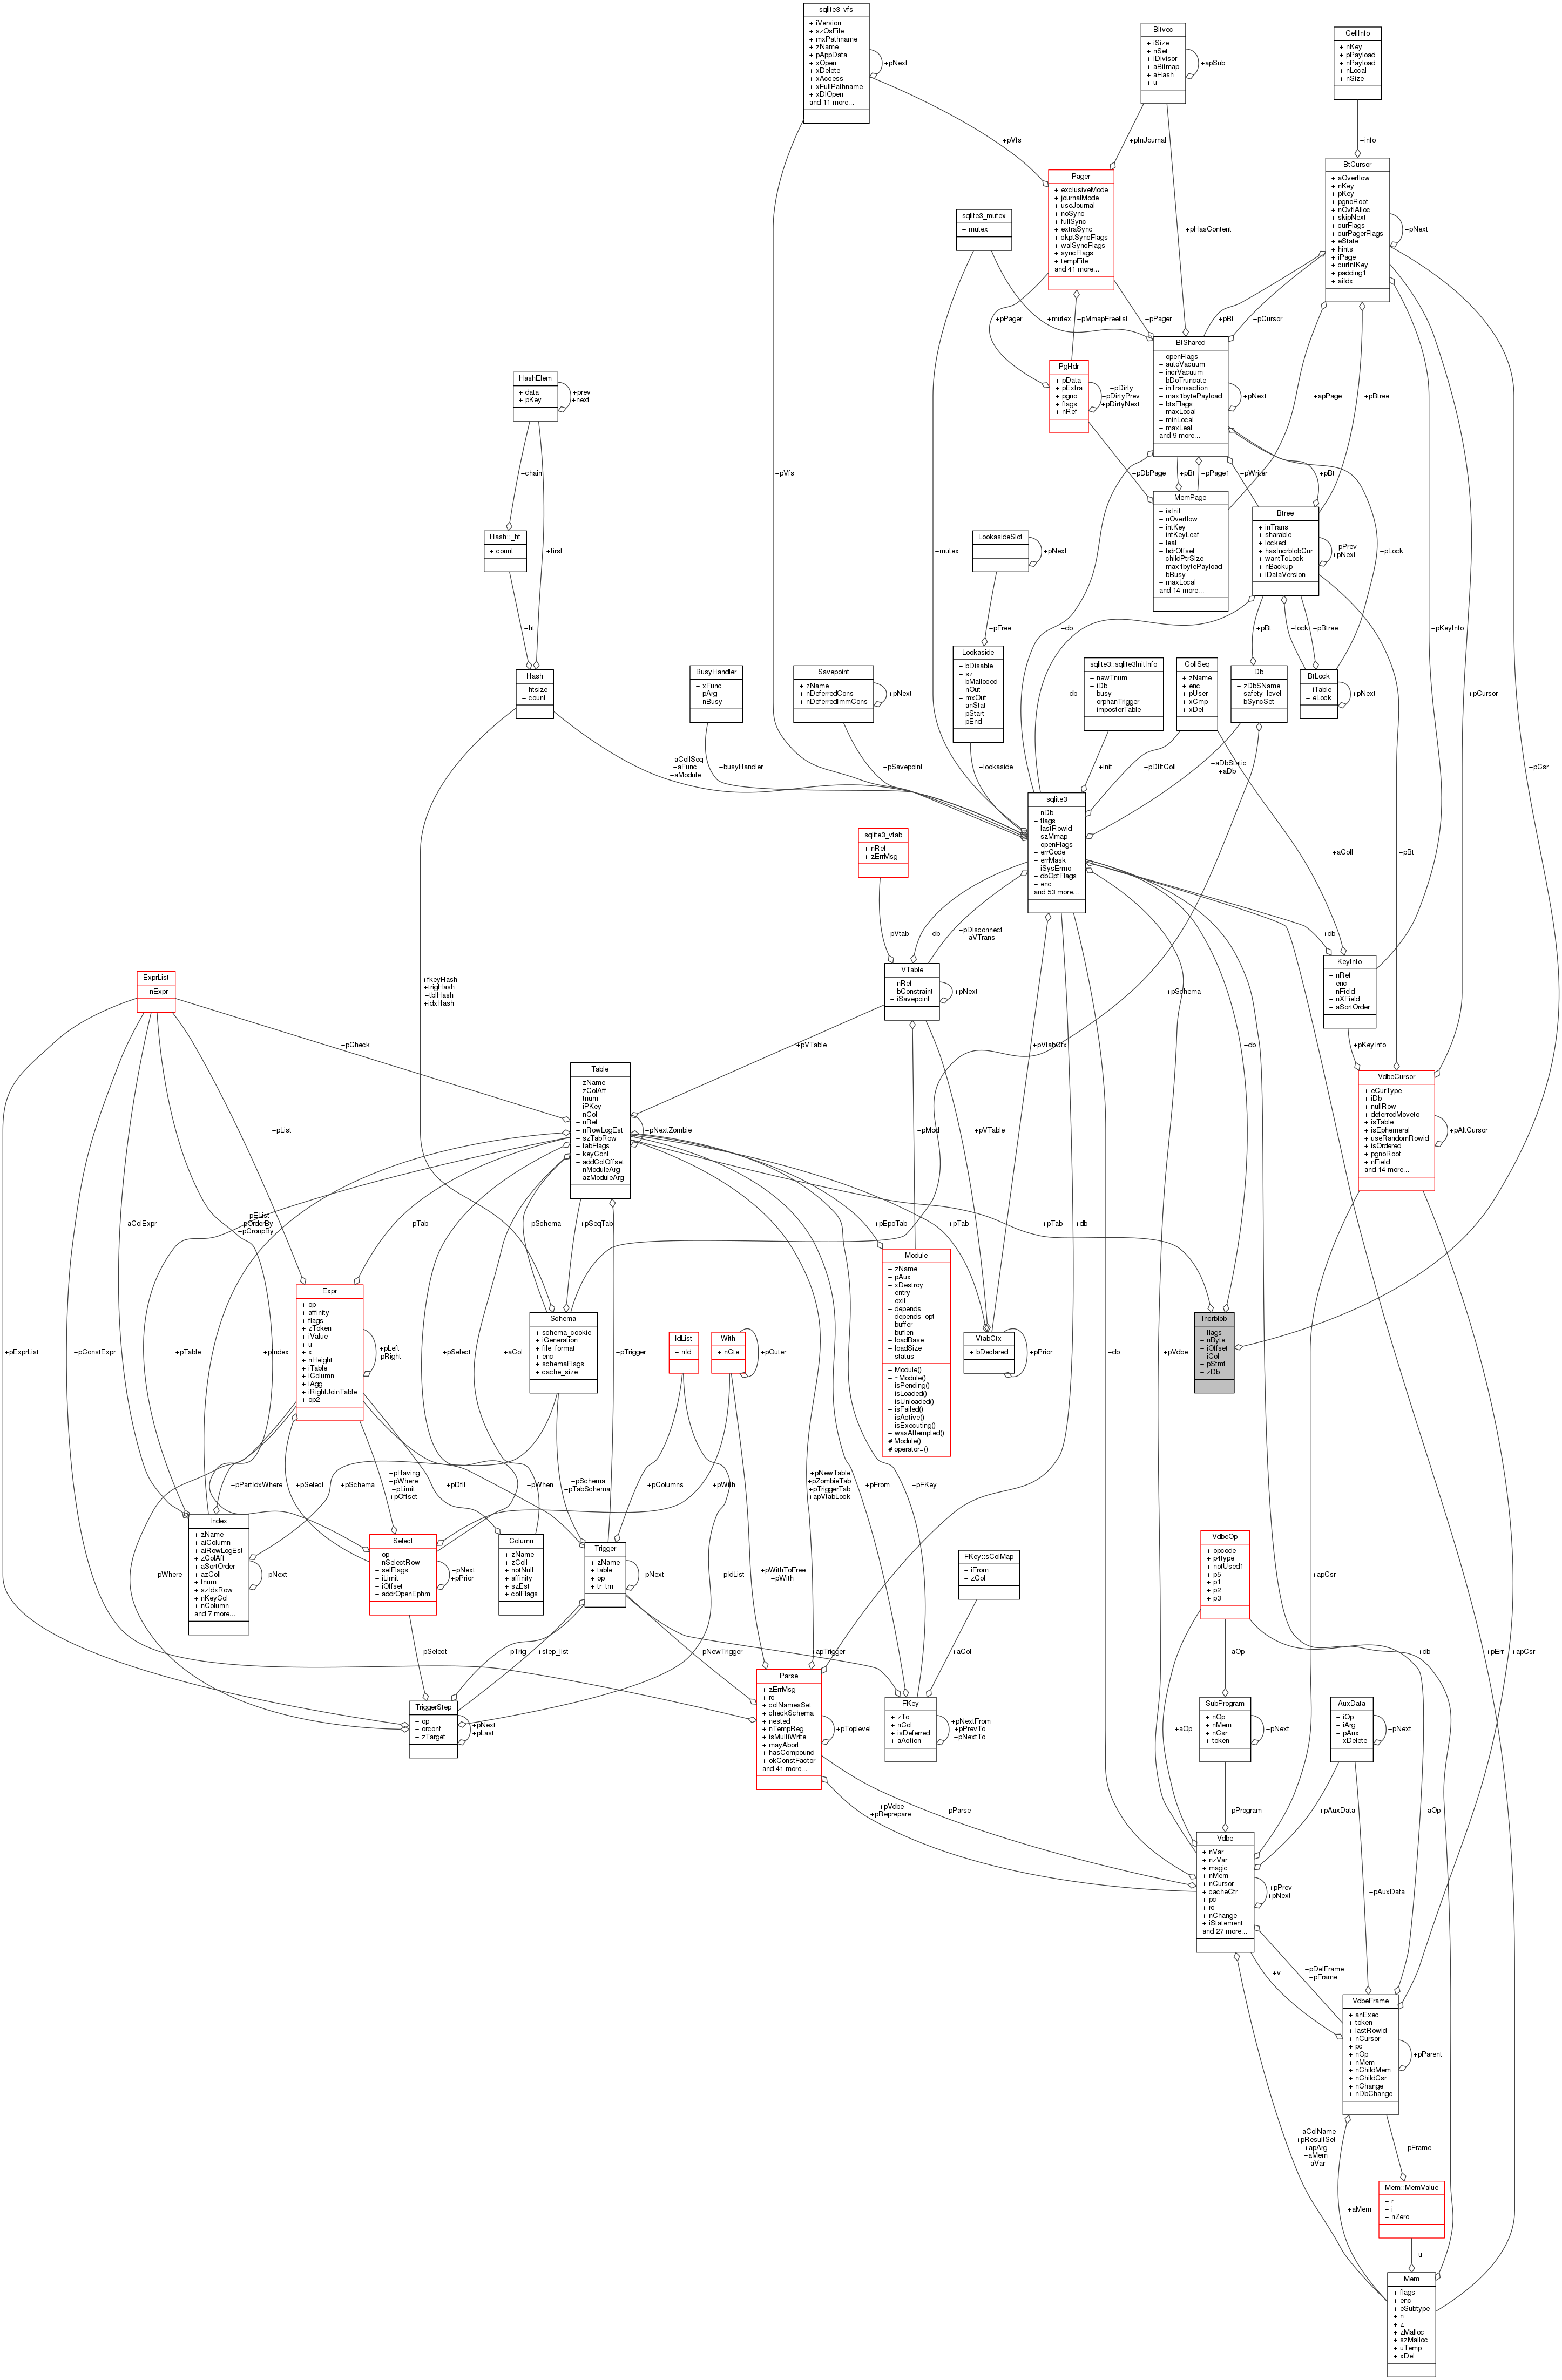 sqlite3_vfs
+ iVersion
+ szOsFile
+ mxPathname
+ zName
+ pAppData
+ xOpen
+ xDelete
+ xAccess
+ xFullPathname
+ xDlOpen
and 11 more...
+pNext
Bitvec
+ iSize
+ nSet
+ iDivisor
+ aBitmap
+ aHash
+ u
+apSub
CellInfo
+ nKey
+ pPayload
+ nPayload
+ nLocal
+ nSize
+pVfs
+pInJournal
+info
Pager
+ exclusiveMode
+ journalMode
+ useJournal
+ noSync
+ fullSync
+ extraSync
+ ckptSyncFlags
+ walSyncFlags
+ syncFlags
+ tempFile
and 41 more...
BtCursor
+ aOverflow
+ nKey
+ pKey
+ pgnoRoot
+ nOvflAlloc
+ skipNext
+ curFlags
+ curPagerFlags
+ eState
+ hints
+ iPage
+ curIntKey
+ padding1
+ aiIdx
+pNext
sqlite3_mutex
+ mutex
+pHasContent
+pPager
+mutex
+pMmapFreelist
+pPager
+pBt
+pCursor
BtShared
+ openFlags
+ autoVacuum
+ incrVacuum
+ bDoTruncate
+ inTransaction
+ max1bytePayload
+ btsFlags
+ maxLocal
+ minLocal
+ maxLeaf
and 9 more...
+pNext
PgHdr
+ pData
+ pExtra
+ pgno
+ flags
+ nRef
+pDirty
+pDirtyPrev
+pDirtyNext
+apPage
+pBtree
HashElem
+ data
+ pKey
+prev
+next
+chain
+first
+pVfs
+pDbPage
+pBt
+pPage1
+pWriter
+pBt
+pLock
MemPage
+ isInit
+ nOverflow
+ intKey
+ intKeyLeaf
+ leaf
+ hdrOffset
+ childPtrSize
+ max1bytePayload
+ bBusy
+ maxLocal
and 14 more...
Btree
+ inTrans
+ sharable
+ locked
+ hasIncrblobCur
+ wantToLock
+ nBackup
+ iDataVersion
+pPrev
+pNext
Hash::_ht
+ count
LookasideSlot
+pNext
+mutex
+ht
+pFree
+db
+pBt
+lock
+pBtree
+pKeyInfo
Hash
+ htsize
+ count
BusyHandler
+ xFunc
+ pArg
+ nBusy
Savepoint
+ zName
+ nDeferredCons
+ nDeferredImmCons
+pNext
Lookaside
+ bDisable
+ sz
+ bMalloced
+ nOut
+ mxOut
+ anStat
+ pStart
+ pEnd
sqlite3::sqlite3InitInfo
+ newTnum
+ iDb
+ busy
+ orphanTrigger
+ imposterTable
CollSeq
+ zName
+ enc
+ pUser
+ xCmp
+ xDel
Db
+ zDbSName
+ safety_level
+ bSyncSet
BtLock
+ iTable
+ eLock
+pNext
+db
+pCursor
+aCollSeq
+aFunc
+aModule
+busyHandler
+pSavepoint
+lookaside
+init
+pDfltColl
+aDbStatic
+aDb
+pCsr
sqlite3
+ nDb
+ flags
+ lastRowid
+ szMmap
+ openFlags
+ errCode
+ errMask
+ iSysErrno
+ dbOptFlags
+ enc
and 53 more...
sqlite3_vtab
+ nRef
+ zErrMsg
+aColl
+pBt
+pVtab
+db
+pDisconnect
+aVTrans
+db
VTable
+ nRef
+ bConstraint
+ iSavepoint
+pNext
KeyInfo
+ nRef
+ enc
+ nField
+ nXField
+ aSortOrder
+fkeyHash
+trigHash
+tblHash
+idxHash
ExprList
+ nExpr
+pSchema
+pCheck
+pVTable
+pVtabCtx
+db
+pKeyInfo
Table
+ zName
+ zColAff
+ tnum
+ iPKey
+ nCol
+ nRef
+ nRowLogEst
+ szTabRow
+ tabFlags
+ keyConf
+ addColOffset
+ nModuleArg
+ azModuleArg
+pNextZombie
VdbeCursor
+ eCurType
+ iDb
+ nullRow
+ deferredMoveto
+ isTable
+ isEphemeral
+ useRandomRowid
+ isOrdered
+ pgnoRoot
+ nField
and 14 more...
+pAltCursor
+pList
+pMod
+pVTable
+aColExpr
+pEList
+pOrderBy
+pGroupBy
+pTab
+pSchema
+pSeqTab
+pEpoTab
+pTab
+db
+pTab
Expr
+ op
+ affinity
+ flags
+ zToken
+ iValue
+ u
+ x
+ nHeight
+ iTable
+ iColumn
+ iAgg
+ iRightJoinTable
+ op2
+pLeft
+pRight
Module
+ zName
+ pAux
+ xDestroy
+ entry
+ exit
+ depends
+ depends_opt
+ buffer
+ buflen
+ loadBase
+ loadSize
+ status
+ Module()
+ ~Module()
+ isPending()
+ isLoaded()
+ isUnloaded()
+ isFailed()
+ isActive()
+ isExecuting()
+ wasAttempted()
# Module()
# operator=()
Schema
+ schema_cookie
+ iGeneration
+ file_format
+ enc
+ schemaFlags
+ cache_size
IdList
+ nId
With
+ nCte
+pOuter
VtabCtx
+ bDeclared
+pPrior
Incrblob
+ flags
+ nByte
+ iOffset
+ iCol
+ pStmt
+ zDb
+pExprList
+pConstExpr
+pTable
+pIndex
+pSelect
+aCol
+pTrigger
+pVdbe
+pPartIdxWhere
+pSelect
+pSchema
+pHaving
+pWhere
+pLimit
+pOffset
+pDflt
+pWhen
+pSchema
+pTabSchema
+pColumns
+pWith
+pNewTable
+pZombieTab
+pTriggerTab
+apVtabLock
+pFrom
+pFKey
Index
+ zName
+ aiColumn
+ aiRowLogEst
+ zColAff
+ aSortOrder
+ azColl
+ tnum
+ szIdxRow
+ nKeyCol
+ nColumn
and 7 more...
+pNext
Select
+ op
+ nSelectRow
+ selFlags
+ iLimit
+ iOffset
+ addrOpenEphm
+pNext
+pPrior
Column
+ zName
+ zColl
+ notNull
+ affinity
+ szEst
+ colFlags
Trigger
+ zName
+ table
+ op
+ tr_tm
+pNext
FKey::sColMap
+ iFrom
+ zCol
VdbeOp
+ opcode
+ p4type
+ notUsed1
+ p5
+ p1
+ p2
+ p3
+pWhere
+pIdList
+pWithToFree
+pWith
+apCsr
+pSelect
+pTrig
+step_list
+pNewTrigger
+apTrigger
+aCol
+aOp
+pErr
+db
+apCsr
TriggerStep
+ op
+ orconf
+ zTarget
+pNext
+pLast
Parse
+ zErrMsg
+ rc
+ colNamesSet
+ checkSchema
+ nested
+ nTempReg
+ isMultiWrite
+ mayAbort
+ hasCompound
+ okConstFactor
and 41 more...
+pToplevel
FKey
+ zTo
+ nCol
+ isDeferred
+ aAction
+pNextFrom
+pPrevTo
+pNextTo
SubProgram
+ nOp
+ nMem
+ nCsr
+ token
+pNext
AuxData
+ iOp
+ iArg
+ pAux
+ xDelete
+pNext
+aOp
+db
+pVdbe
+pReprepare
+pParse
+pProgram
+pAuxData
+aOp
Vdbe
+ nVar
+ nzVar
+ magic
+ nMem
+ nCursor
+ cacheCtr
+ pc
+ rc
+ nChange
+ iStatement
and 27 more...
+pPrev
+pNext
+pAuxData
+v
+pDelFrame
+pFrame
VdbeFrame
+ anExec
+ token
+ lastRowid
+ nCursor
+ pc
+ nOp
+ nMem
+ nChildMem
+ nChildCsr
+ nChange
+ nDbChange
+pParent
+aColName
+pResultSet
+apArg
+aMem
+aVar
+pFrame
Mem::MemValue
+ r
+ i
+ nZero
+aMem
+u
Mem
+ flags
+ enc
+ eSubtype
+ n
+ z
+ zMalloc
+ szMalloc
+ uTemp
+ xDel